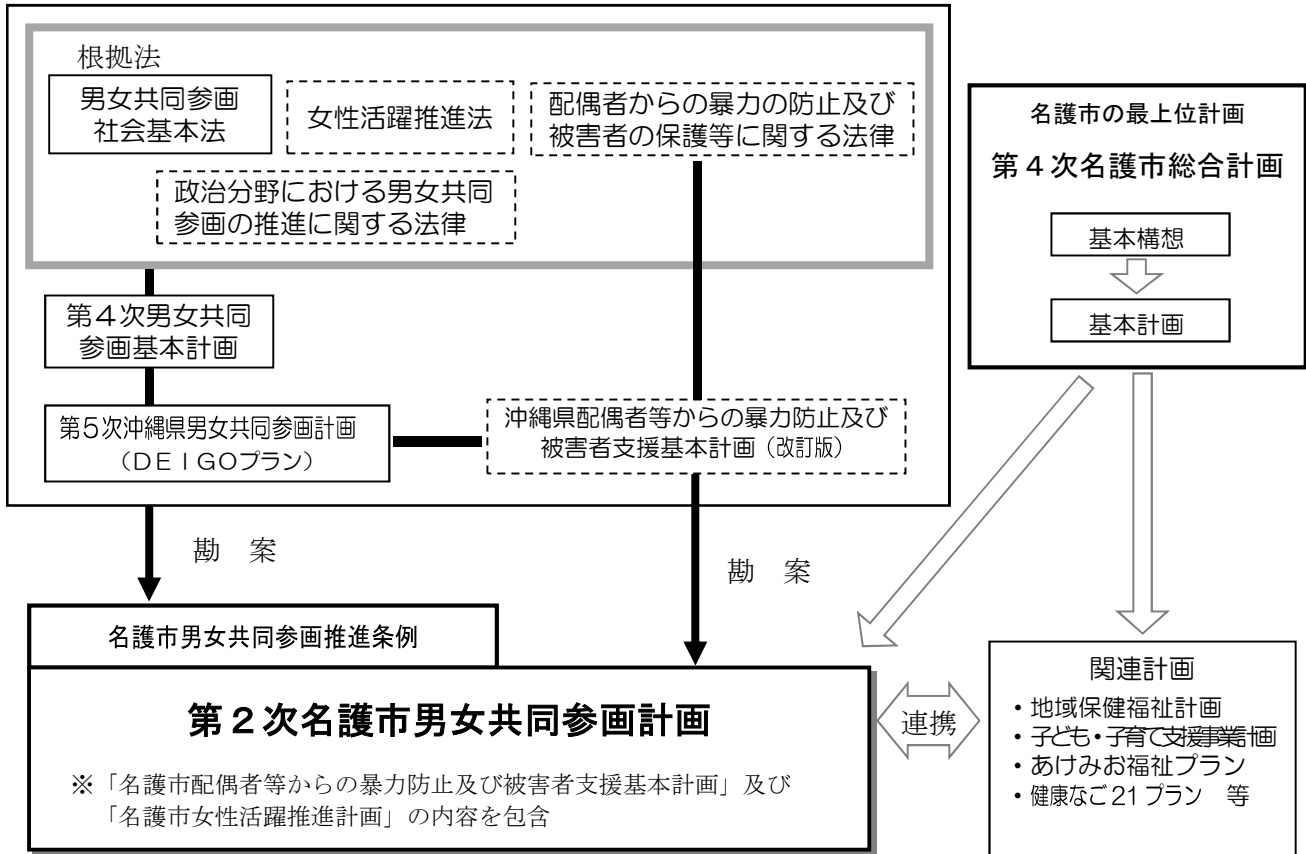 根拠法
男女共同参画
社会基本法
女性活躍推進法
配偶者からの暴力の防止及び
被害者の保護等に関する法律
政治分野における男女共同
参画の推進に関する法律
第4次男女共同
参画基本計画
第5次沖縄県男女共同参画計画
(DEIGOプラン)
沖縄県配偶者等からの暴力防止及び
被害者支援基本計画(改訂版)
名護市の最上位計画
第4次名護市総合計画
基本構想
基本計画
勘 案
勘 案
名護市男女共同参画推進条例
第2次名護市男女共同参画計画
※「名護市配偶者等からの暴力防止及び被害者支援基本計画」及び
「名護市女性活躍推進計画」の内容を包含
連携
関連計画
・地域保健福祉計画
・子ども・子育て支援事業計画
・あけみお福祉プラン
・健康なご21プラン 等